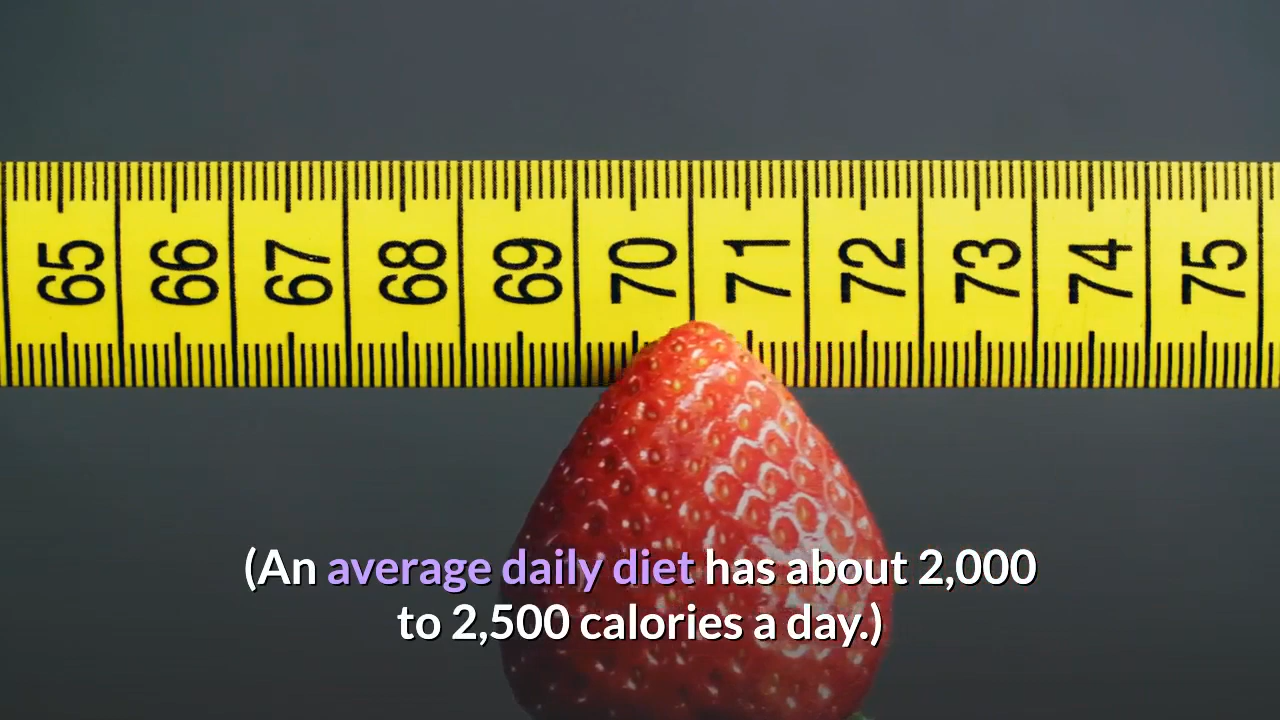 65 66 67 68 69 70 71 72 73 74 75
(An average daily diet has about 2,000
to 2,500 calories a day.)